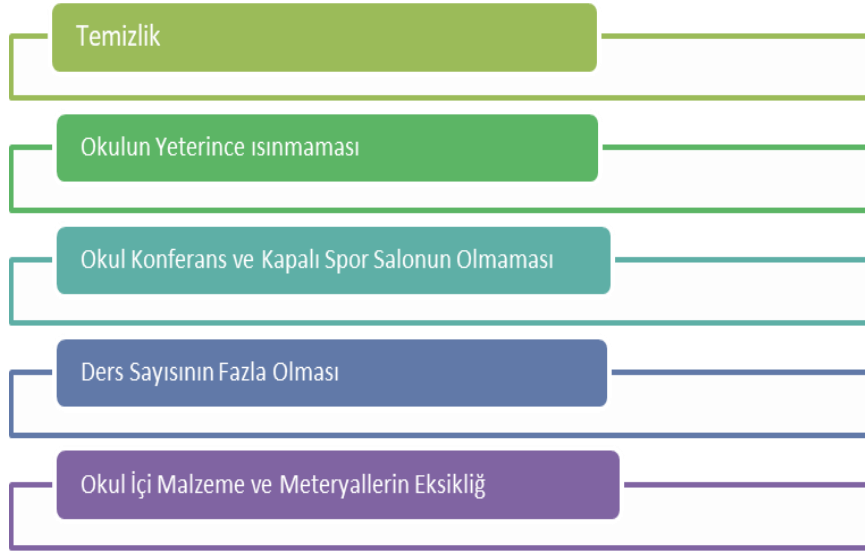 Temizlik
Okulun Yeterince ısınmaması
Okul Konferans ve Kapalı Spor Salonun Olmaması
Ders Sayısının Fazla Olması
Okul İçi Malzeme ve Meteryallerin Eksikliğ